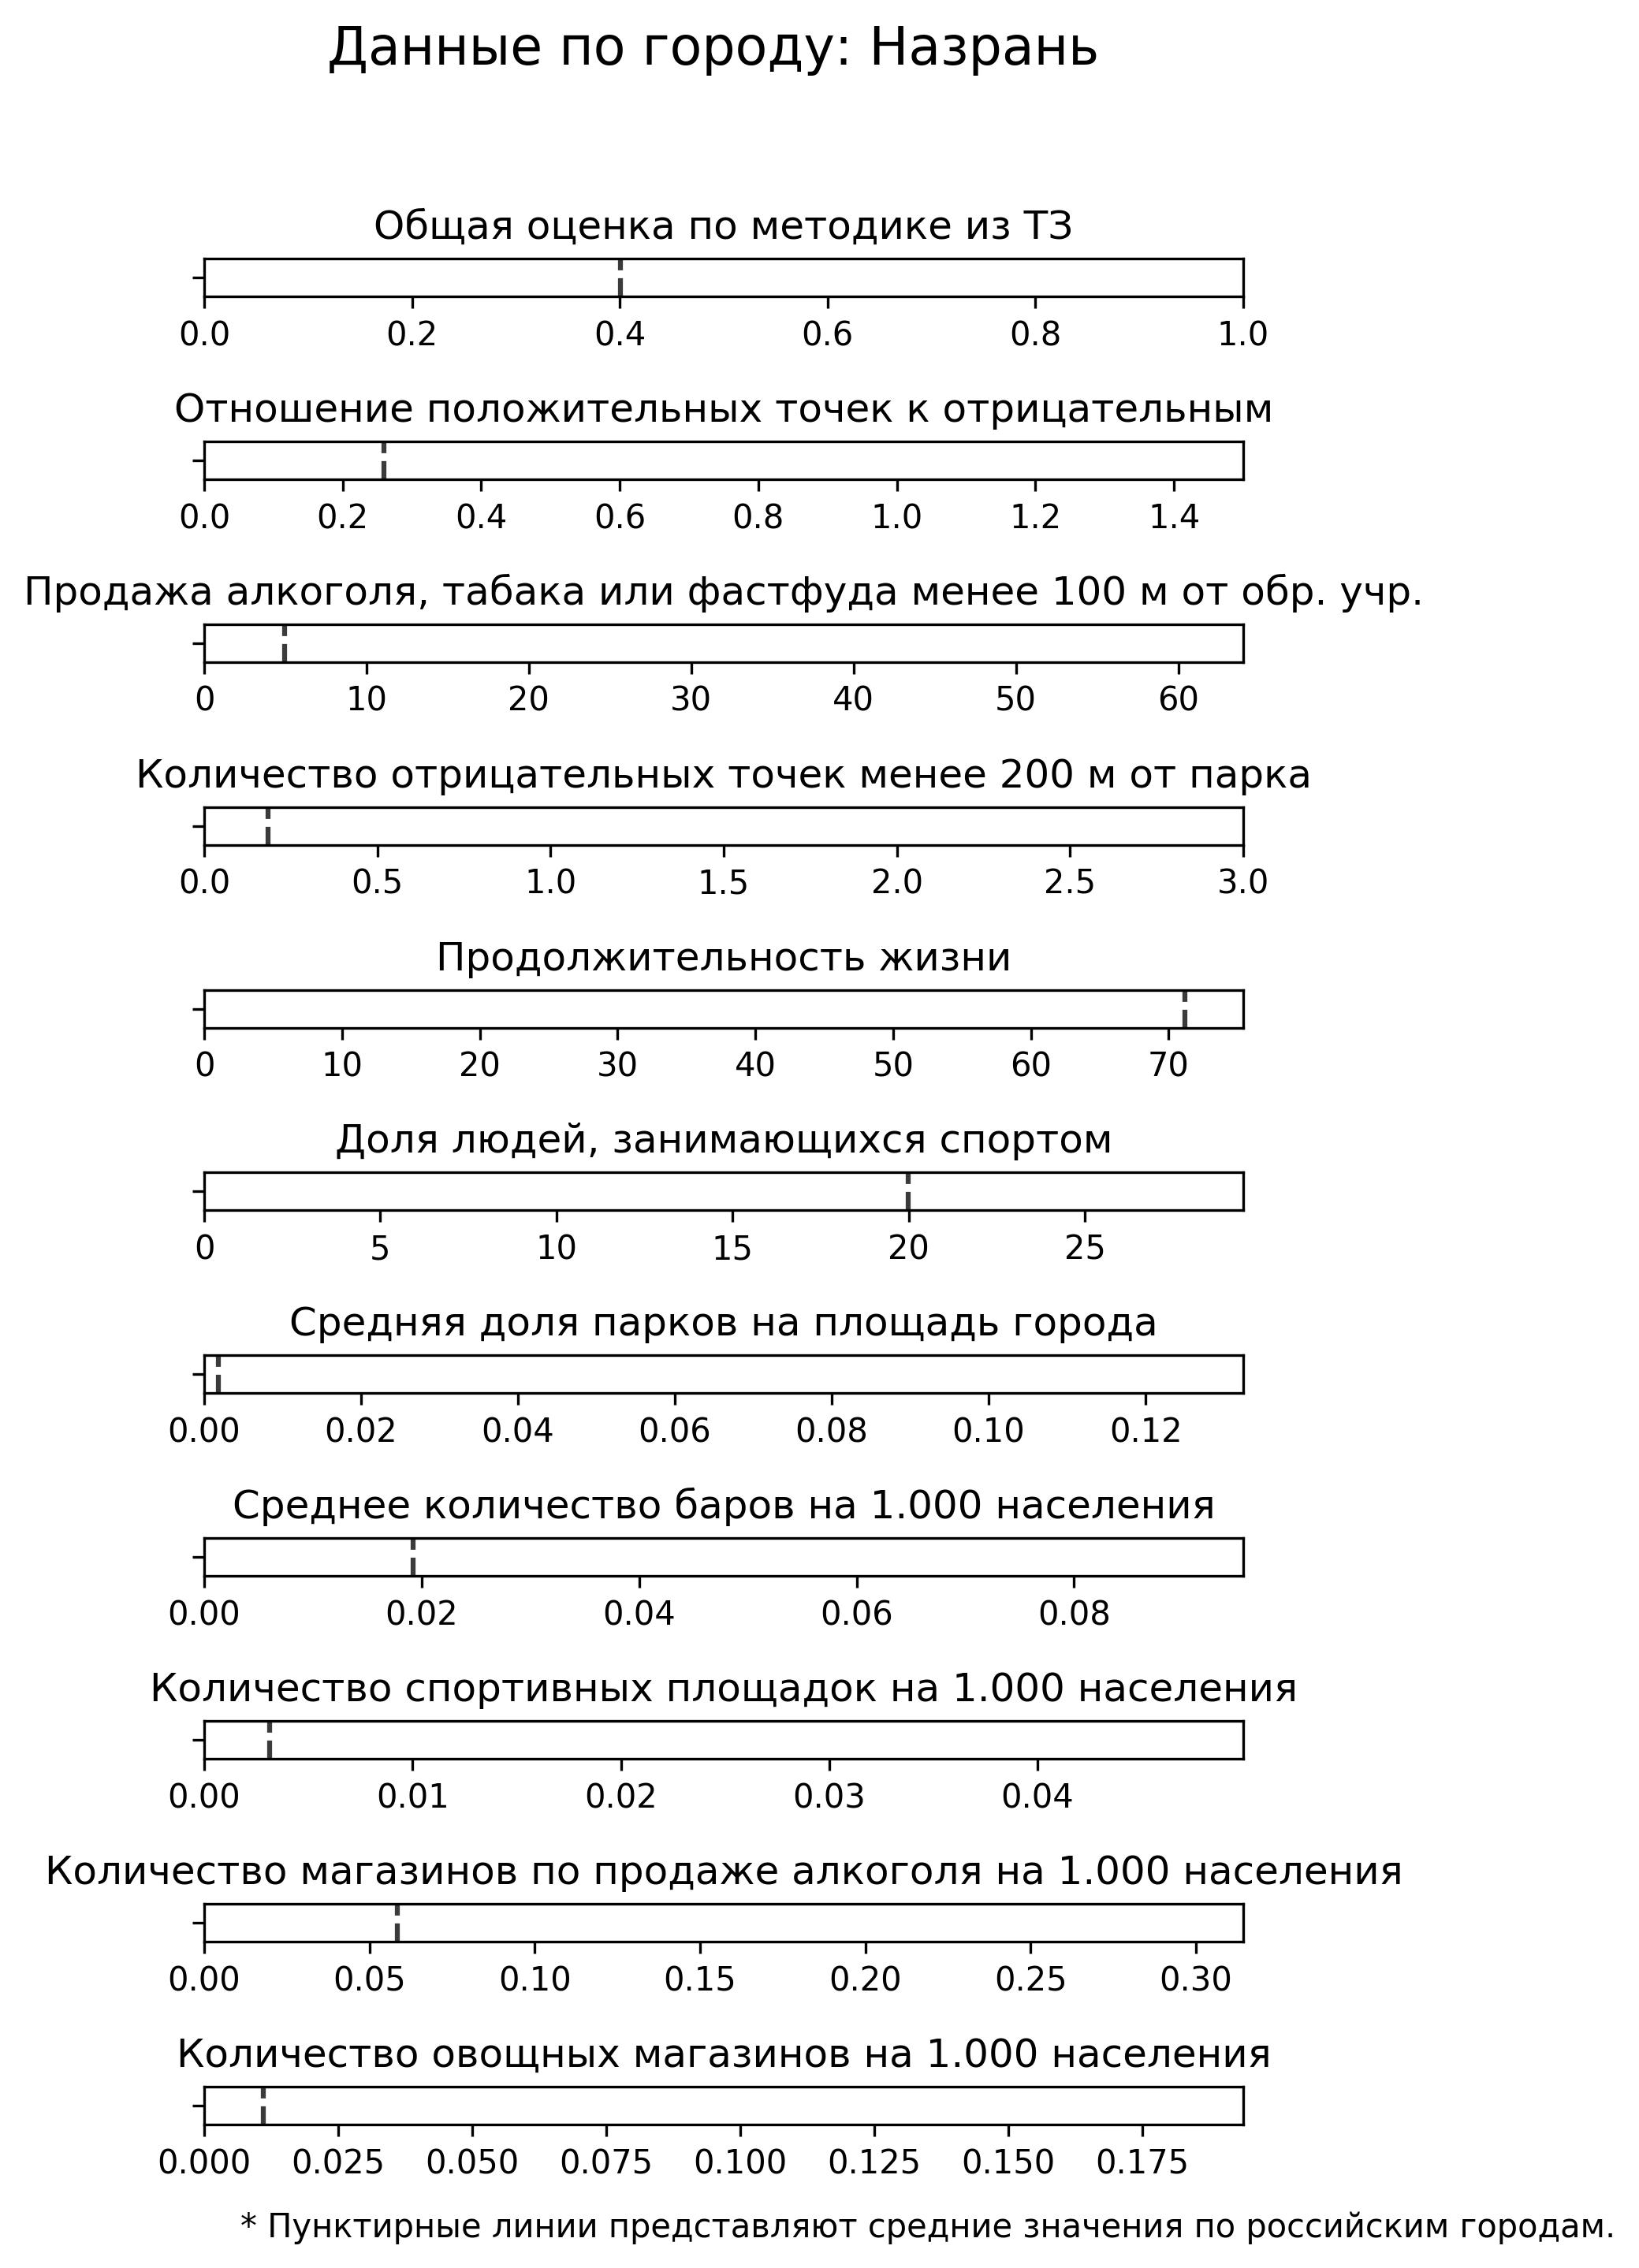 Данные по городу: Назрань
Общая оценка по методике из ТЗ
0.0 0.2 0.4 0.6 0.8 1.0
Отношение положительных точек к отрицательным
0.0 0.2 0.4 0.6 0.8 1.0 1.2 1.4
Продажа алкоголя, табака или фастфуда менее 100 м от обр. учр.
0 10 20 30 40 50 60
Количество отрицательных точек менее 200 м от парка
0.0 0.5 1.0 1.5 2.0 2.5 3.0
Продолжительность жизни
0 10 20 30 40 50 60 70
Доля людей, занимающихся спортом
0 5 10 15 20 25
Средняя доля парков на площадь города
0.00 0.02 0.04 0.06 0.08 0.10 0.12
Среднее количество баров на 1.000 населения
0.00 0.02 0.04 0.06 0.08
Количество спортивных площадок на 1.000 населения
0.00 0.01 0.02 0.03 0.04
Количество магазинов по продаже алкоголя на 1.000 населения
0.00 0.05 0.10 0.15 0.20 0.25 0.30
Количество овощных магазинов на 1.000 населения
0.000 0.025 0.050 0.075 0.100 0.125 0.150 0.175
* Пунктирные линии представляют средние значения по российским городам.